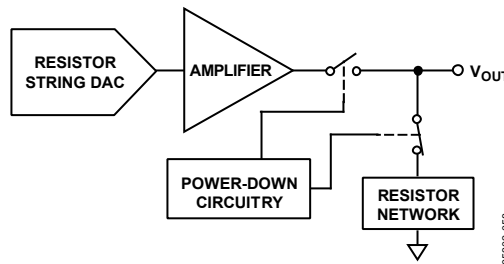 RESISTOR
STRING DAC
AMPLIFIER
VOUT
POWER-DOWN
CIRCUITRY
RESISTOR
NETWORK